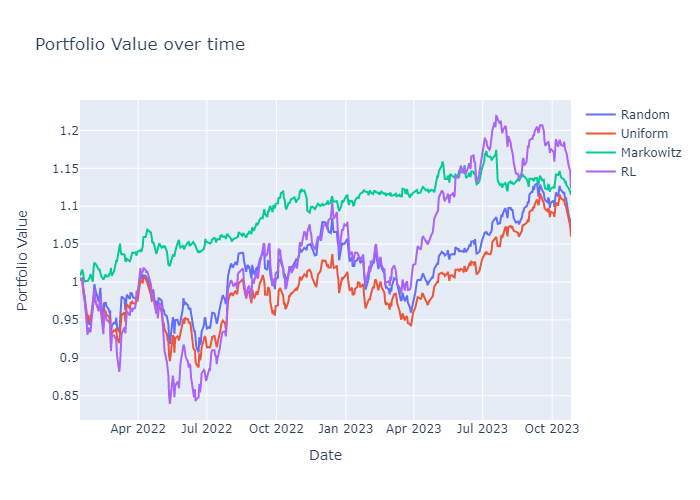 Portfolio Value over time
Random
Uniform
Markowitz
RL
1.2
1.15
1.1
1.05
1
0.95
0.9
0.85
Portfolio Value
Apr 2022
Jul 2022
Oct 2022
Jan 2023
Apr 2023
Jul 2023
Oct 2023
Date